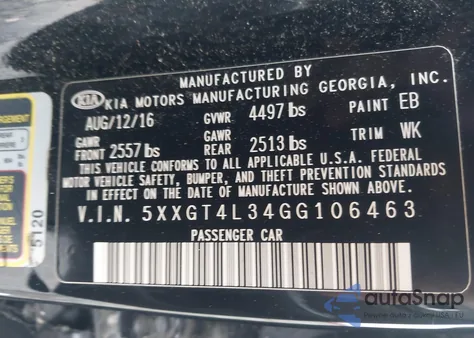 MANUFACTURED BY
KIA KIA MOTORS MANUFACTURING GEORGIA, INC.
AUG/12/16 GVWR 4497 lbs PAINT EB
GAWR FRONT 2557 lbs GAWR REAR 2513 lbs TRIM WK
THIS VEHICLE CONFORMS TO ALL APPLICABLE U.S.A. FEDERAL
MOTOR VEHICLE SAFETY, BUMPER, AND THEFT PREVENTION STANDARDS
IN EFFECT ON THE DATE OF MANUFACTURE SHOWN ABOVE.
V.I.N. 5XXGT4L34GG106463
PASSENGER CAR
5120
autoSnap